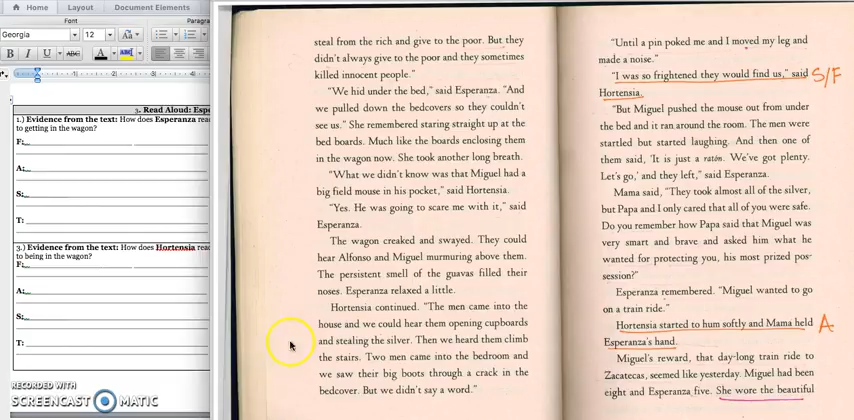 Home Layout Document Elements
Font Paragra
Georgia 12 Aa
B I U ABC A
3. Read Aloud: Espe
1.) Evidence from the text: How does Esperanza rea
to getting in the wagon?
F:
A:
S:
T:
3.) Evidence from the text: How does Hortensia rea
to being in the wagon?
F:
A:
S:
T:
RECORDED WITH
SCREENCAST MATIC
steal from the rich and give to the poor. But they
didn't always give to the poor and they sometimes
killed innocent people."
"We hid under the bed," said Esperanza. "And
we pulled down the bedcovers so they couldn't
see us." She remembered staring straight up at the
bed boards. Much like the boards enclosing them
in the wagon now. She took another long breath.
"What we didn't know was that Miguel had a
big field mouse in his pocket," said Hortensia.
"Yes. He was going to scare me with it," said
Esperanza.
The wagon creaked and swayed. They could
hear Alfonso and Miguel murmuring above them.
The persistent smell of the guavas filled their
noses. Esperanza relaxed a little.
Hortensia continued. "The men came into the
house and we could hear them opening cupboards
and stealing the silver. Then we heard them climb
the stairs. Two men came into the bedroom and
we saw their big boots through a crack in the
bedcover. But we didn't say a word."
"Until a pin poked me and I moved my leg and
made a noise."
"I was so frightened they would find us," said S/F
Hortensia.
"But Miguel pushed the mouse out from under
the bed and it ran around the room. The men were
startled but started laughing. And then one of
them said, 'It is just a ratón. We've got plenty.
Let's go,' and they left," said Esperanza.
Mama said, "They took almost all of the silver,
but Papa and I only cared that all of you were safe.
Do you remember how Papa said that Miguel was
very smart and brave and asked him what he
wanted for protecting you, his most prized pos-
session?"
Esperanza remembered. "Miguel wanted to go
on a train ride."
Hortensia started to hum softly and Mama held A
Esperanza's hand.
Miguel's reward, that day-long train ride to
Zacatecas, seemed like yesterday. Miguel had been
eight and Esperanza five. She wore the beautiful